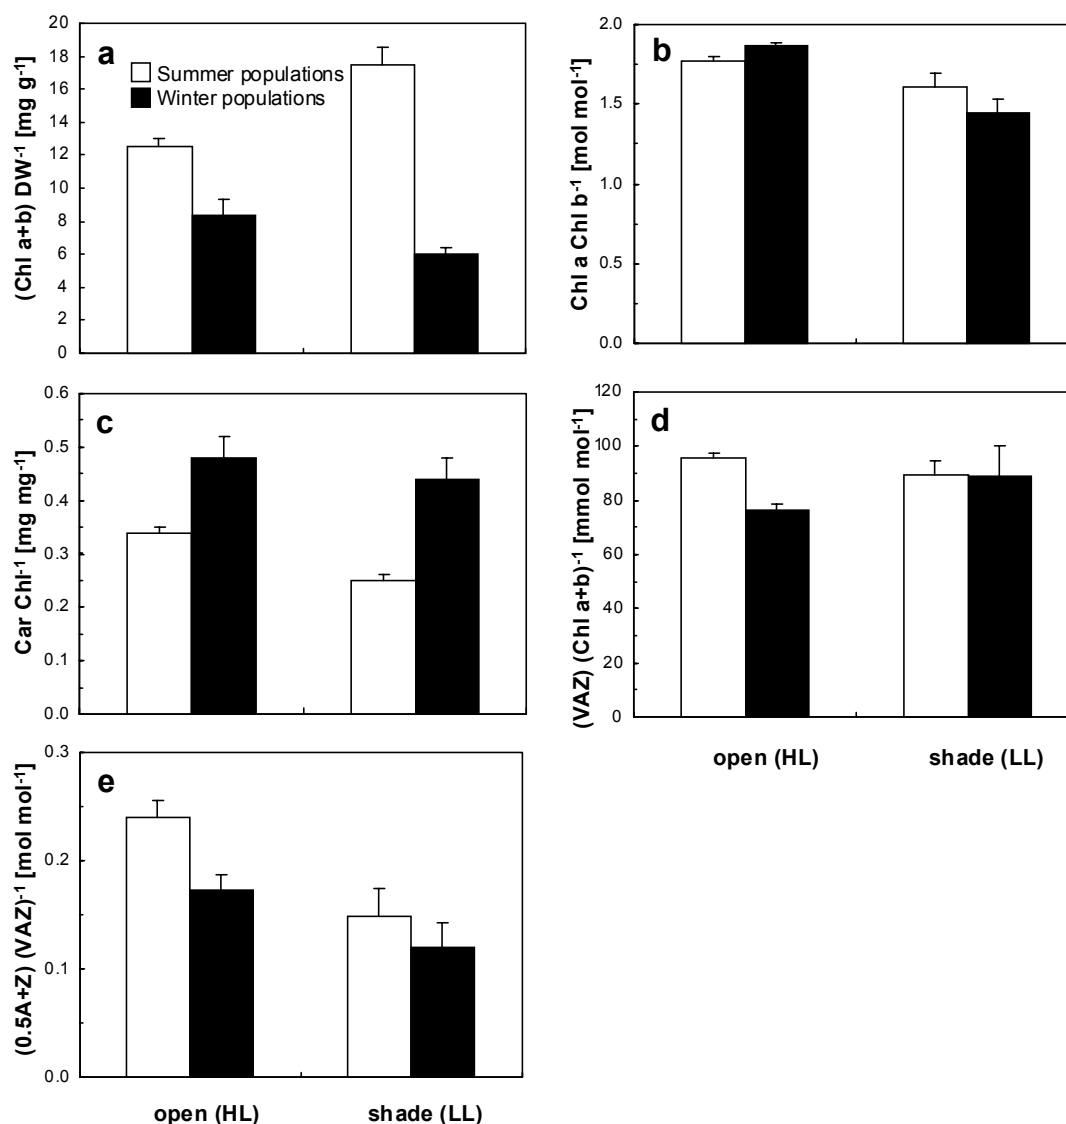 a
(Chl a+b) DW⁻¹ [mg g⁻¹]
20
18
16
14
12
10
8
6
4
2
0
Summer populations
Winter populations
b
Chl a Chl b⁻¹ [mol mol⁻¹]
2.0
1.5
1.0
0.5
0.0
c
Car Chl⁻¹ [mg mg⁻¹]
0.6
0.5
0.4
0.3
0.2
0.1
0.0
d
(VAZ) (Chl a+b)⁻¹ [mmol mol⁻¹]
120
100
80
60
40
20
0
open (HL) shade (LL)
e
(0.5A+Z) (VAZ)⁻¹ [mol mol⁻¹]
0.3
0.2
0.1
0.0
open (HL) shade (LL)